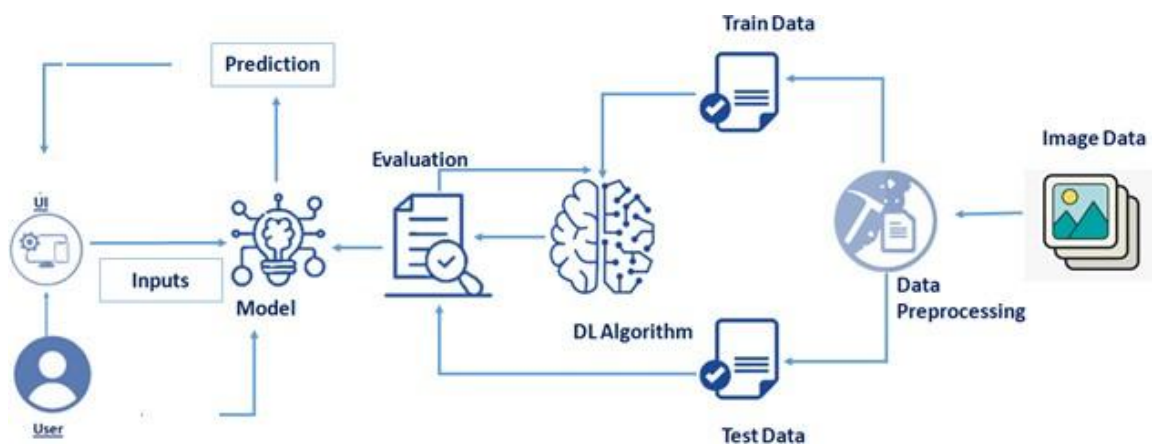 Train Data
Prediction
Image Data
Evaluation
UI
Inputs
Model
Data
Preprocessing
DL Algorithm
User
Test Data